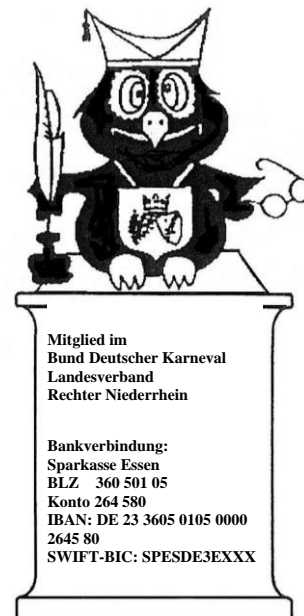 Mitglied im
Bund Deutscher Karneval
Landesverband
Rechter Niederrhein
Bankverbindung:
Sparkasse Essen
BLZ 360 501 05
Konto 264 580
IBAN: DE 23 3605 0105 0000
2645 80
SWIFT-BIC: SPESDE3EXXX